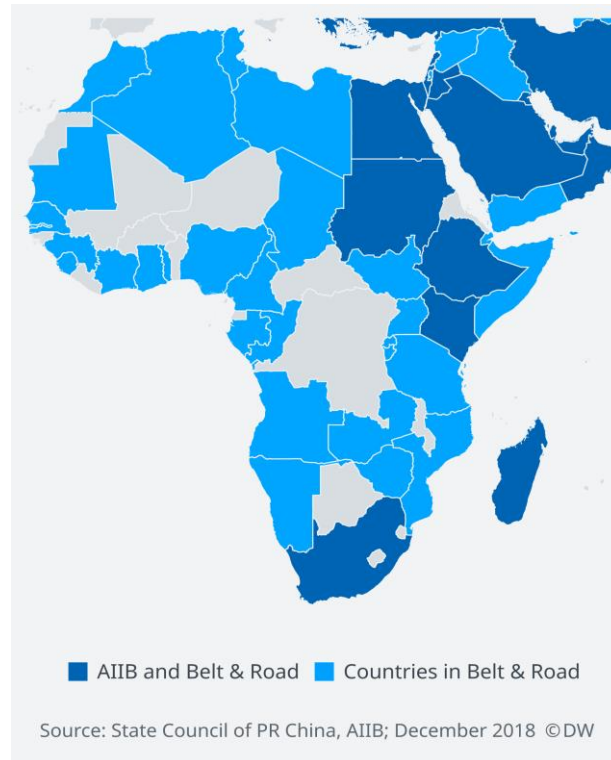 AIIB and Belt & Road Countries in Belt & Road
Source: State Council of PR China, AIIB; December 2018 ©DW